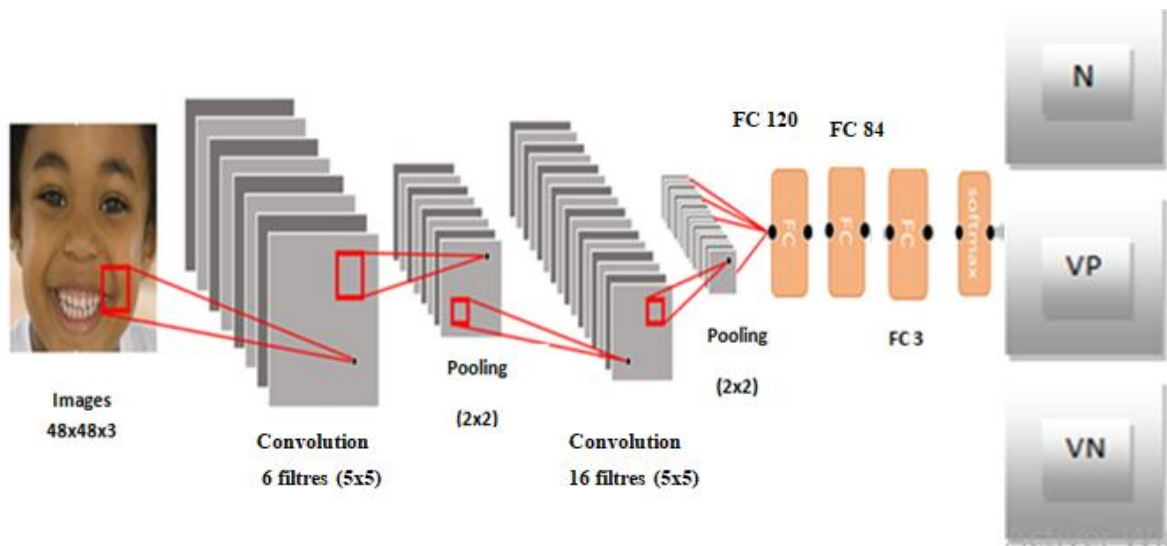 Images
48x48x3
Convolution
6 filtres (5x5)
Pooling
(2x2)
Convolution
16 filtres (5x5)
Pooling
(2x2)
FC 120
FC 84
FC
FC
FC
FC 3
softmax
N
VP
VN